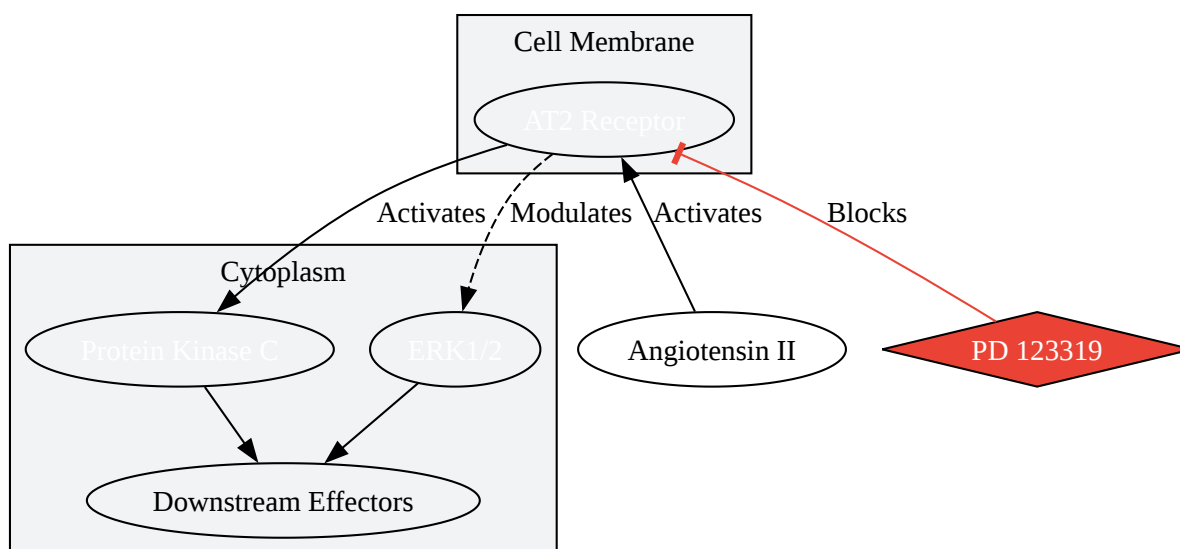 Cell Membrane
AT2 Receptor
Activates
Modulates
Activates
Blocks
Cytoplasm
Protein Kinase C
ERK1/2
Angiotensin II
PD 123319
Downstream Effectors